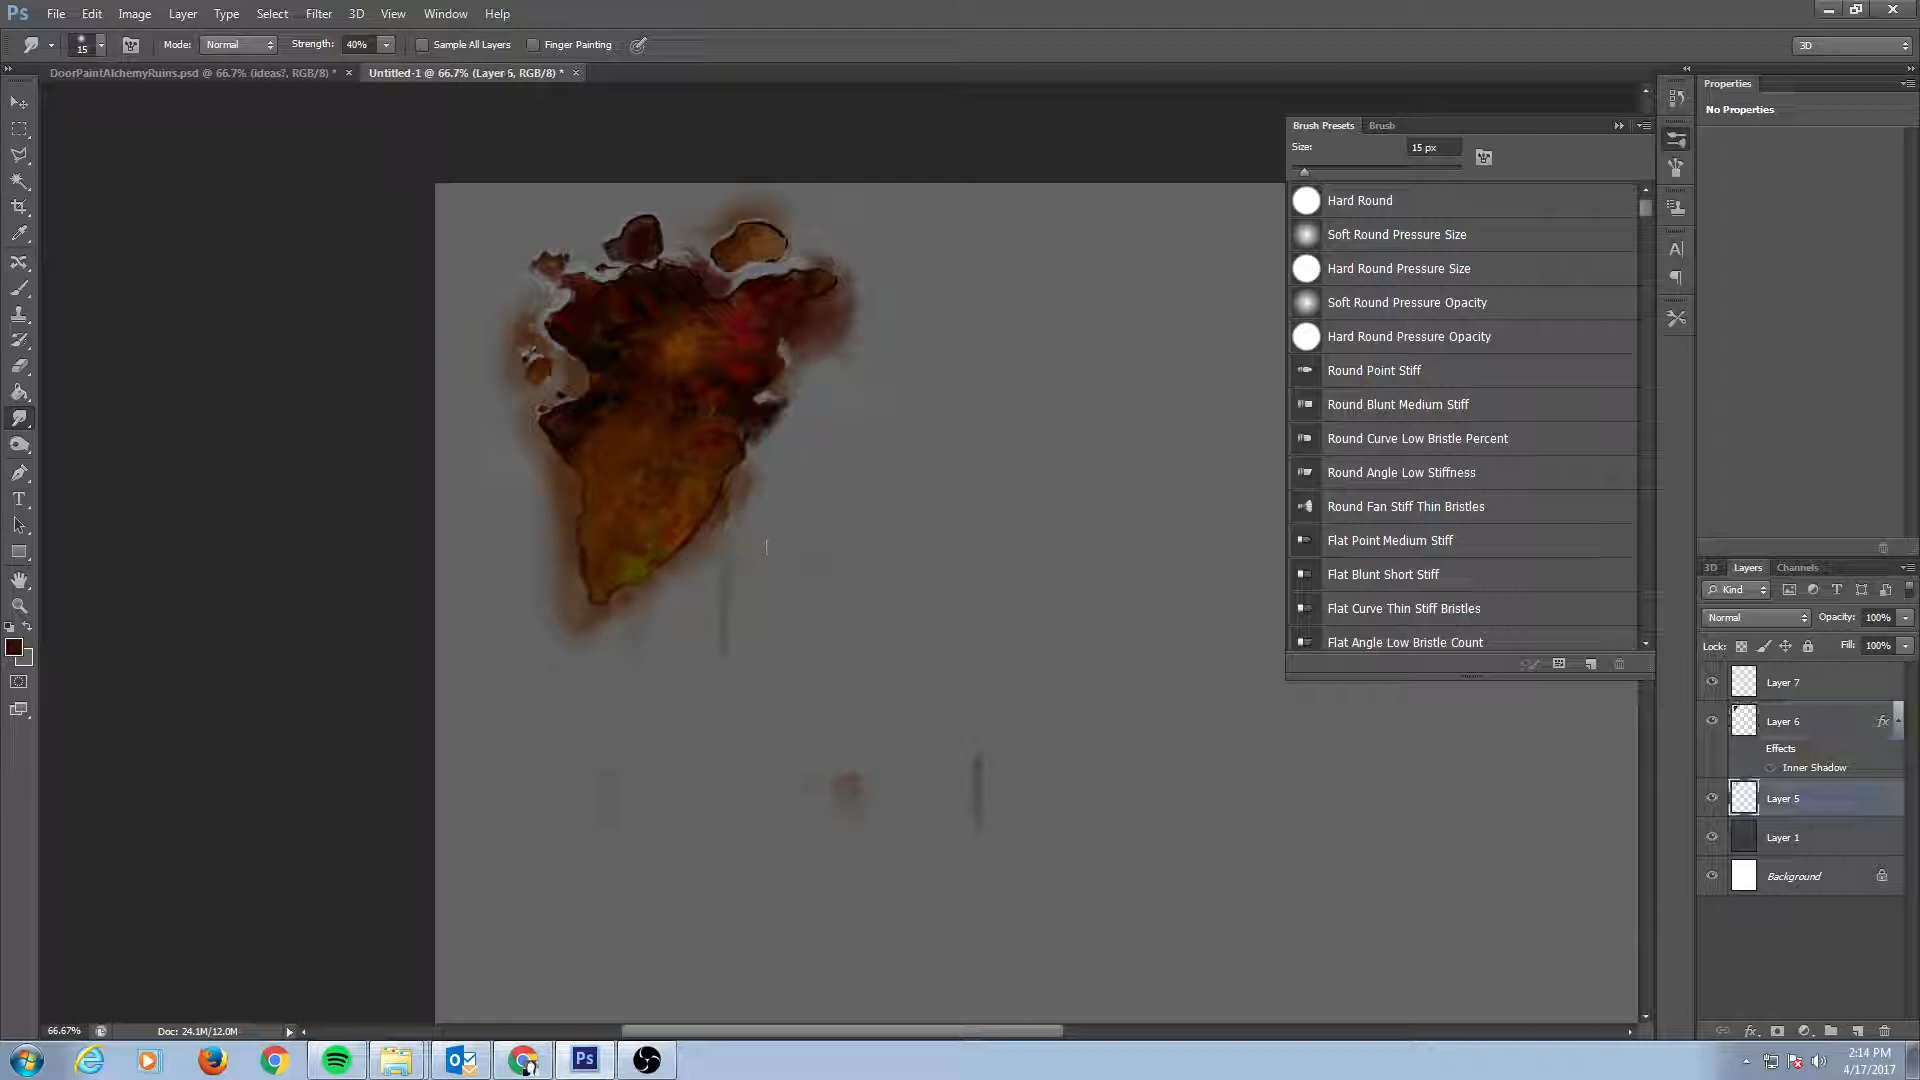 Ps File Edit Image Layer Type Select Filter 3D View Window Help
15 Mode: Normal Strength: 40% Sample All Layers Finger Painting 3D
DoorPaintAlchemyRuins.psd @ 66.7% (ideas?, RGB/8) * × Untitled-1 @ 66.7% (Layer 6, RGB/8) * ×
Properties
No Properties
Brush Presets Brush
Size: 15 px
Hard Round
Soft Round Pressure Size
Hard Round Pressure Size
Soft Round Pressure Opacity
Hard Round Pressure Opacity
Round Point Stiff
Round Blunt Medium Stiff
Round Curve Low Bristle Percent
Round Angle Low Stiffness
Round Fan Stiff Thin Bristles
Flat Point Medium Stiff
Flat Blunt Short Stiff
Flat Curve Thin Stiff Bristles
Flat Angle Low Bristle Count
3D Layers Channels
Kind
Normal Opacity: 100%
Lock: Fill: 100%
Layer 7
Layer 6 fx
Effects
Inner Shadow
Layer 5
Layer 1
Background
66.67% Doc: 24.1M/12.0M
Ps
2:14 PM
4/17/2017